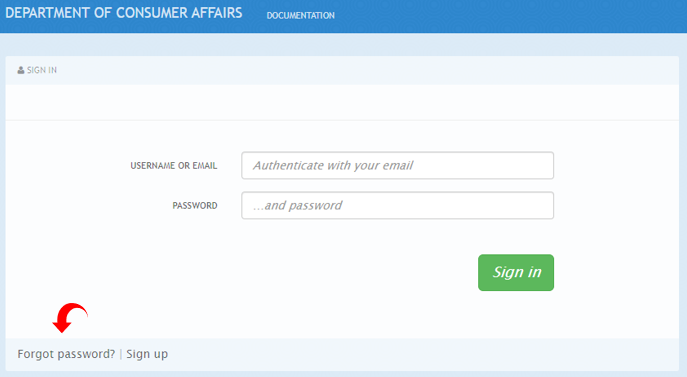 DEPARTMENT OF CONSUMER AFFAIRS DOCUMENTATION
SIGN IN
USERNAME OR EMAIL Authenticate with your email
PASSWORD ...and password
Sign in
Forgot password? | Sign up